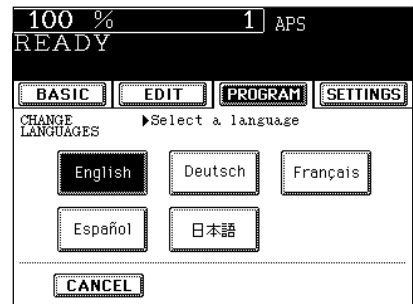 100 % 1 APS
READY
BASIC EDIT PROGRAM SETTINGS
CHANGE LANGUAGES ▶Select a language
English Deutsch Français
Español 日本語
CANCEL